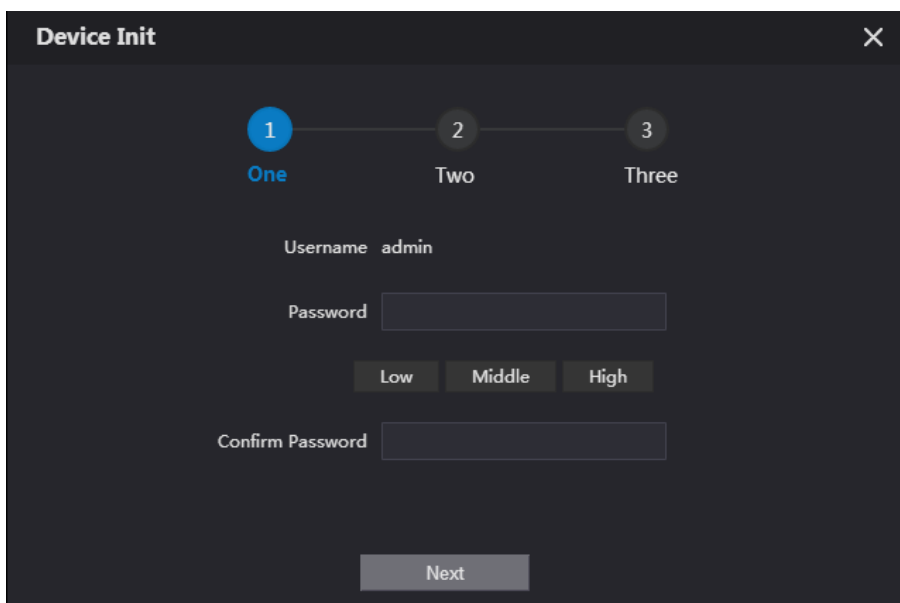 Device Init
1 2 3
One Two Three
Username admin
Password
Low Middle High
Confirm Password
Next